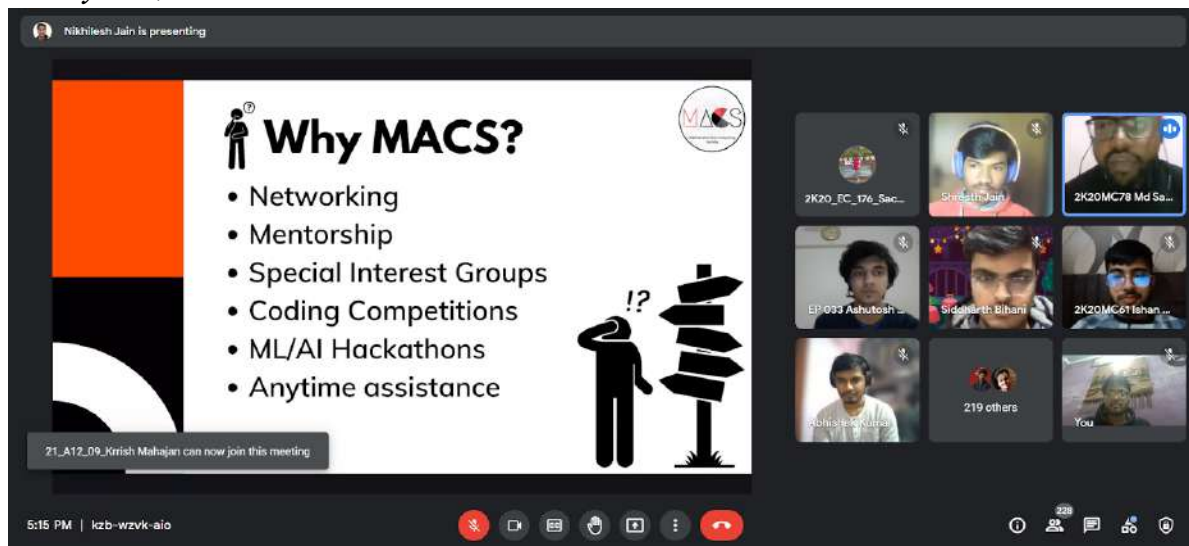 Nikhilesh Jain is presenting
Why MACS?
MACS
• Networking
• Mentorship
• Special Interest Groups
• Coding Competitions
• ML/AI Hackathons
• Anytime assistance
!?
?
21_A12_09_Krrish Mahajan can now join this meeting
2K20_EC_176_Sac...
Shresth Jain
2K20MC78 Md Sa...
EP 033 Ashutosh
Siddharth Bihani
2K20MC61 Ishan ...
Abhishek Kumar
219 others
You
5:15 PM | kzb-wzvk-aio
228